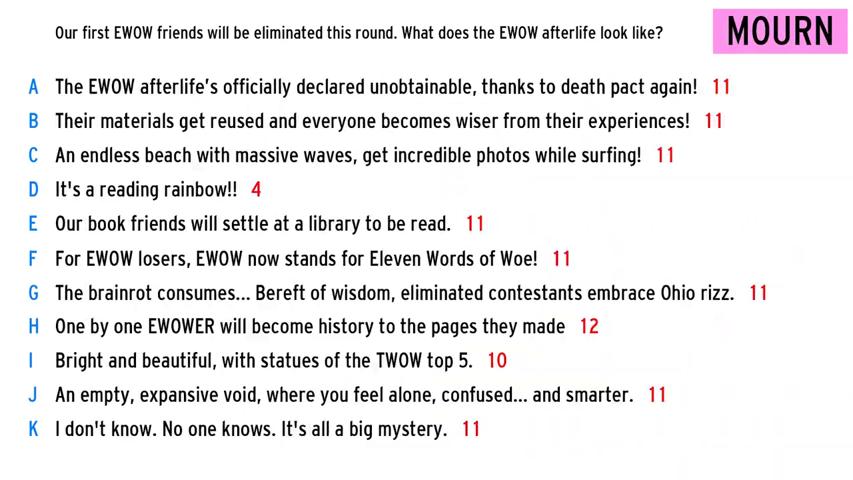 Our first EWOW friends will be eliminated this round. What does the EWOW afterlife look like?
MOURN
A The EWOW afterlife's officially declared unobtainable, thanks to death pact again! 11
B Their materials get reused and everyone becomes wiser from their experiences! 11
C An endless beach with massive waves, get incredible photos while surfing! 11
D It's a reading rainbow!! 4
E Our book friends will settle at a library to be read. 11
F For EWOW losers, EWOW now stands for Eleven Words of Woe! 11
G The brainrot consumes... Bereft of wisdom, eliminated contestants embrace Ohio rizz. 11
H One by one EWOWER will become history to the pages they made 12
I Bright and beautiful, with statues of the TWOW top 5. 10
J An empty, expansive void, where you feel alone, confused... and smarter. 11
K I don't know. No one knows. It's all a big mystery. 11